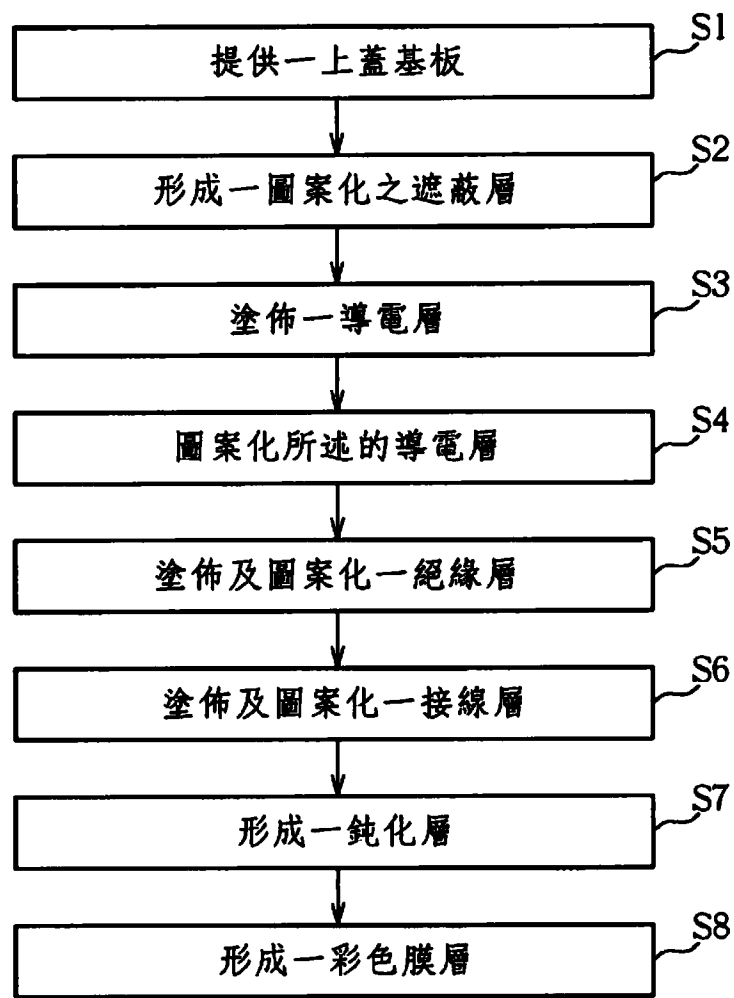 S1
提供一上蓋基板
S2
形成一圖案化之遮蔽層
S3
塗佈一導電層
S4
圖案化所述的導電層
S5
塗佈及圖案化一絕緣層
S6
塗佈及圖案化一接線層
S7
形成一鈍化層
S8
形成一彩色膜層